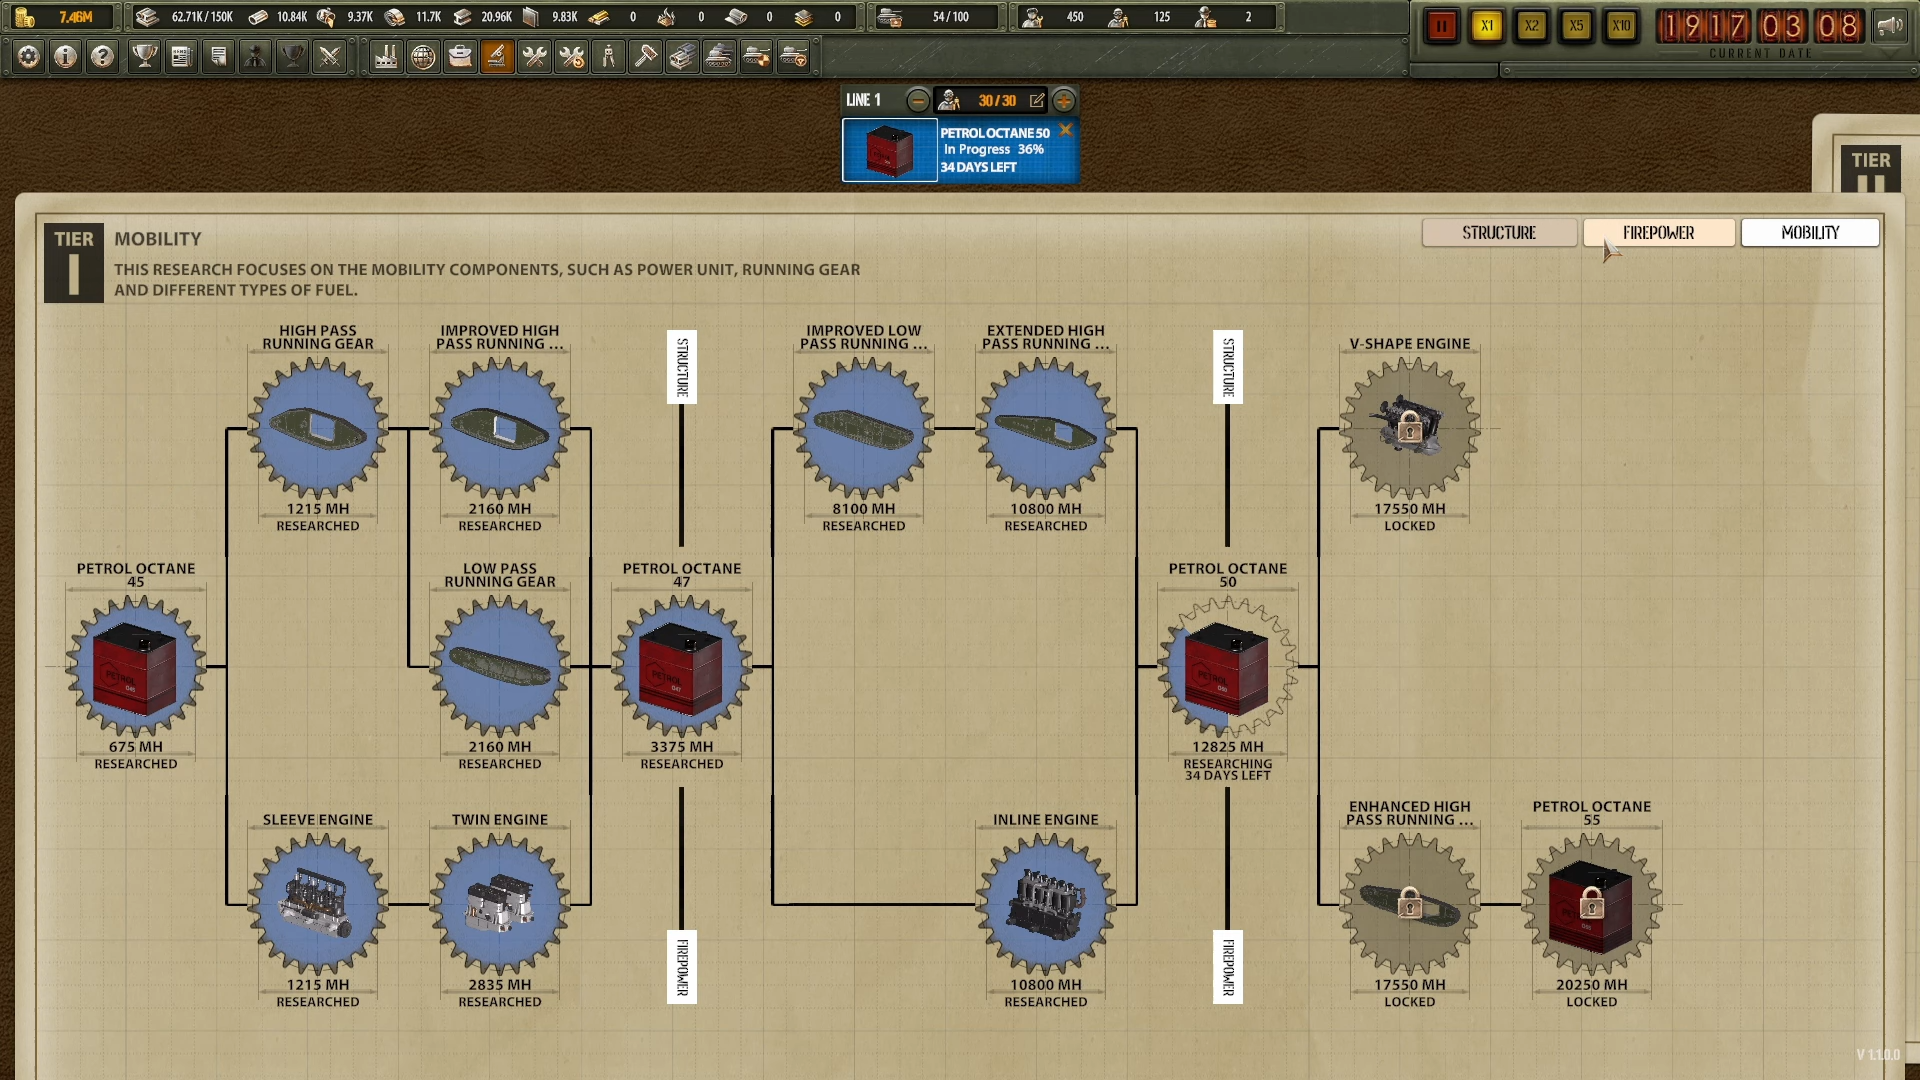 7.46M 62.71K / 150K 10.84K 9.37K 11.7K 20.96K 9.83K 0 0 0 0 54 / 100 450 125 2
X1 X2 X5 X10 1917 03 08
CURRENT DATE
LINE 1 30 / 30
PETROL OCTANE 50
In Progress 36%
34 DAYS LEFT
TIER
II
TIER
I
MOBILITY
THIS RESEARCH FOCUSES ON THE MOBILITY COMPONENTS, SUCH AS POWER UNIT, RUNNING GEAR
AND DIFFERENT TYPES OF FUEL.
STRUCTURE FIREPOWER MOBILITY
HIGH PASS
RUNNING GEAR
1215 MH
RESEARCHED
IMPROVED HIGH
PASS RUNNING ...
2160 MH
RESEARCHED
STRUCTURE
IMPROVED LOW
PASS RUNNING ...
8100 MH
RESEARCHED
EXTENDED HIGH
PASS RUNNING ...
10800 MH
RESEARCHED
STRUCTURE
V-SHAPE ENGINE
17550 MH
LOCKED
PETROL OCTANE
45
PETROL
675 MH
RESEARCHED
LOW PASS
RUNNING GEAR
2160 MH
RESEARCHED
PETROL OCTANE
47
PETROL
3375 MH
RESEARCHED
PETROL OCTANE
50
PETROL
12825 MH
RESEARCHING
34 DAYS LEFT
SLEEVE ENGINE
1215 MH
RESEARCHED
TWIN ENGINE
2835 MH
RESEARCHED
FIREPOWER
INLINE ENGINE
10800 MH
RESEARCHED
FIREPOWER
ENHANCED HIGH
PASS RUNNING ...
17550 MH
LOCKED
PETROL OCTANE
55
20250 MH
LOCKED
V 1.1.0.0